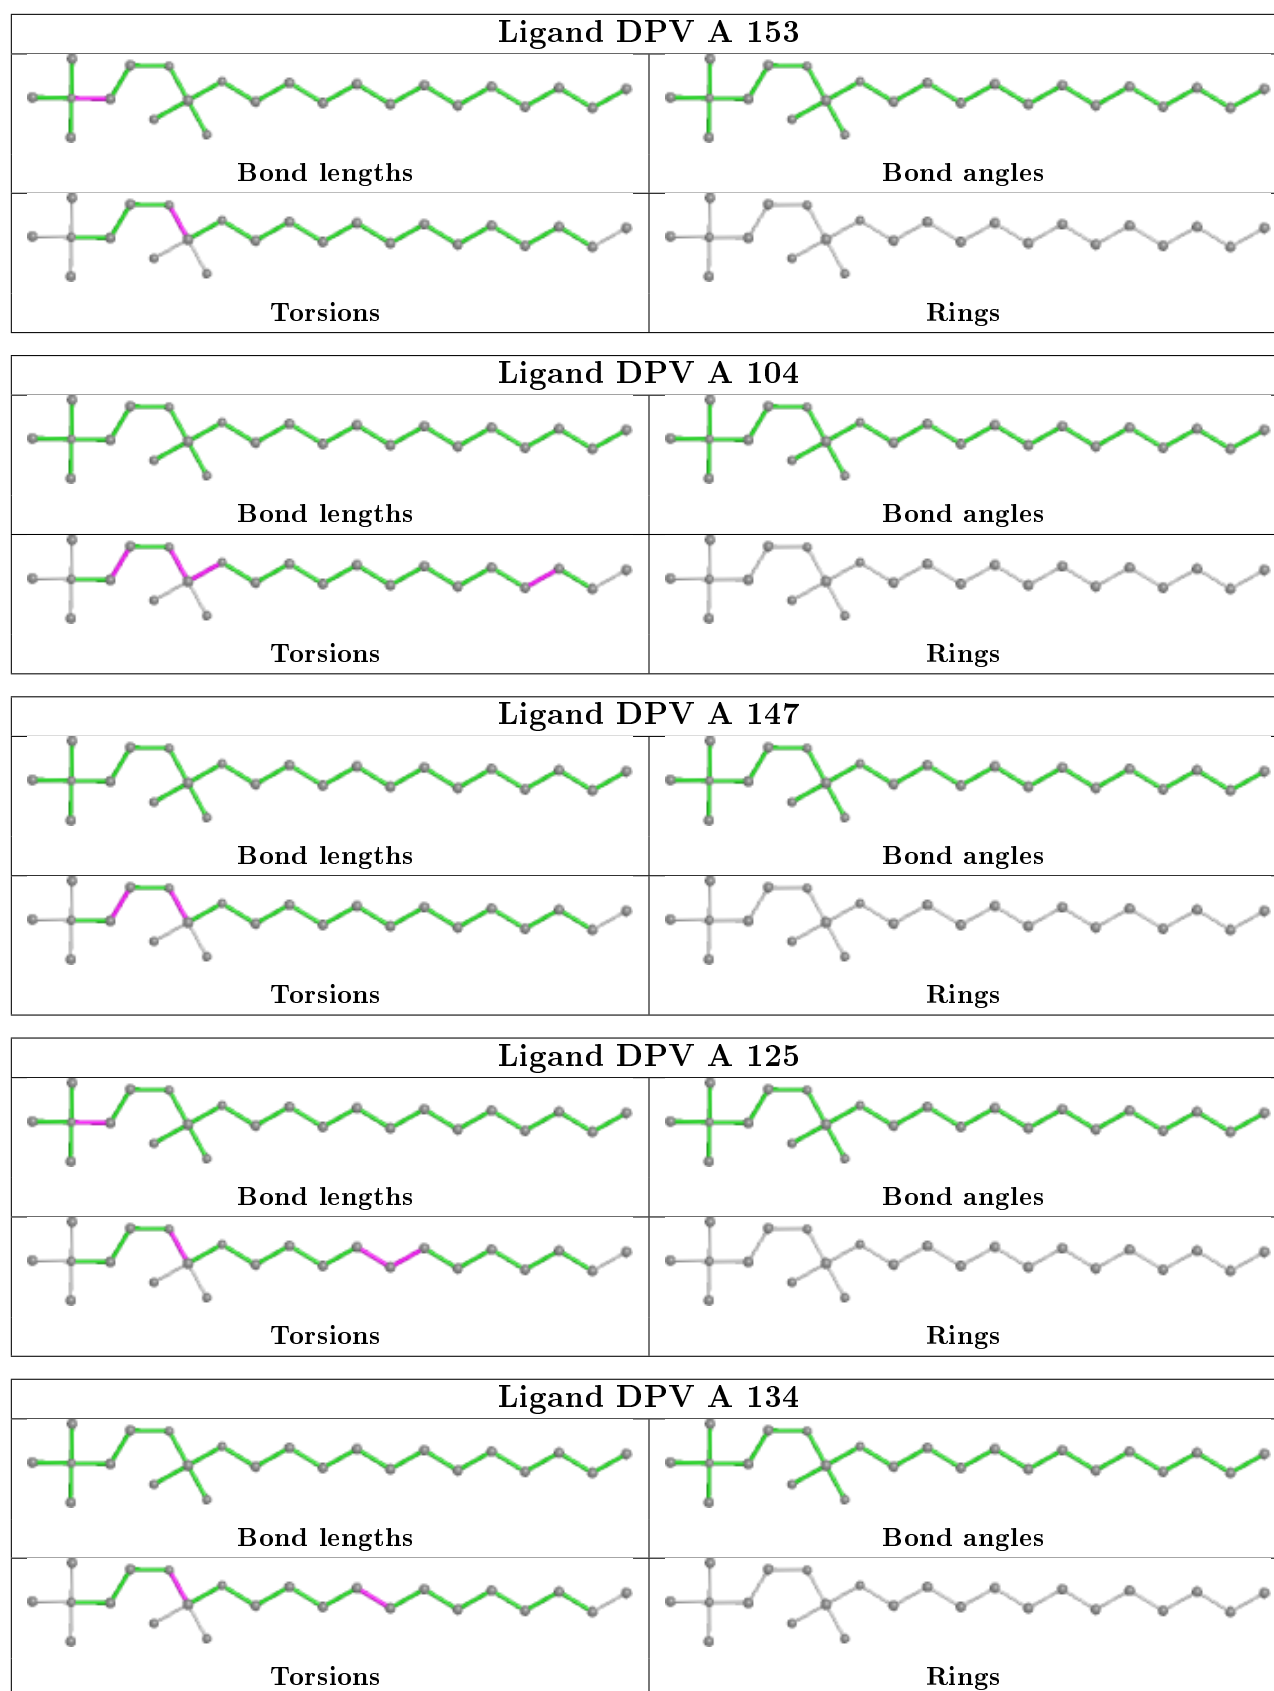 Ligand DPV A 153
Bond lengths
Bond angles
Torsions
Rings
Ligand DPV A 104
Bond lengths
Bond angles
Torsions
Rings
Ligand DPV A 147
Bond lengths
Bond angles
Torsions
Rings
Ligand DPV A 125
Bond lengths
Bond angles
Torsions
Rings
Ligand DPV A 134
Bond lengths
Bond angles
Torsions
Rings